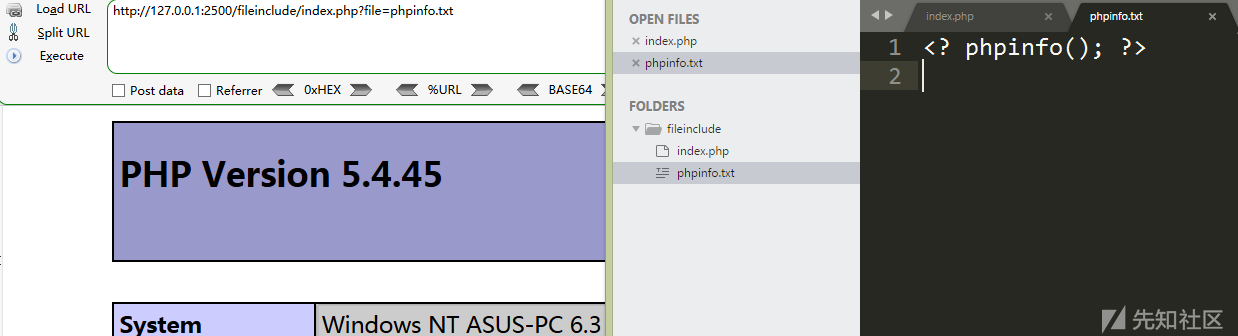 Load URL
http://127.0.0.1:2500/fileinclude/index.php?file=phpinfo.txt
Split URL
Execute
Post data Referrer 0xHEX %URL BASE64
PHP Version 5.4.45
System Windows NT ASUS-PC 6.3
OPEN FILES
index.php
phpinfo.txt
FOLDERS
fileinclude
index.php
phpinfo.txt
index.php phpinfo.txt
1 <? phpinfo(); ?>
2
先知社区